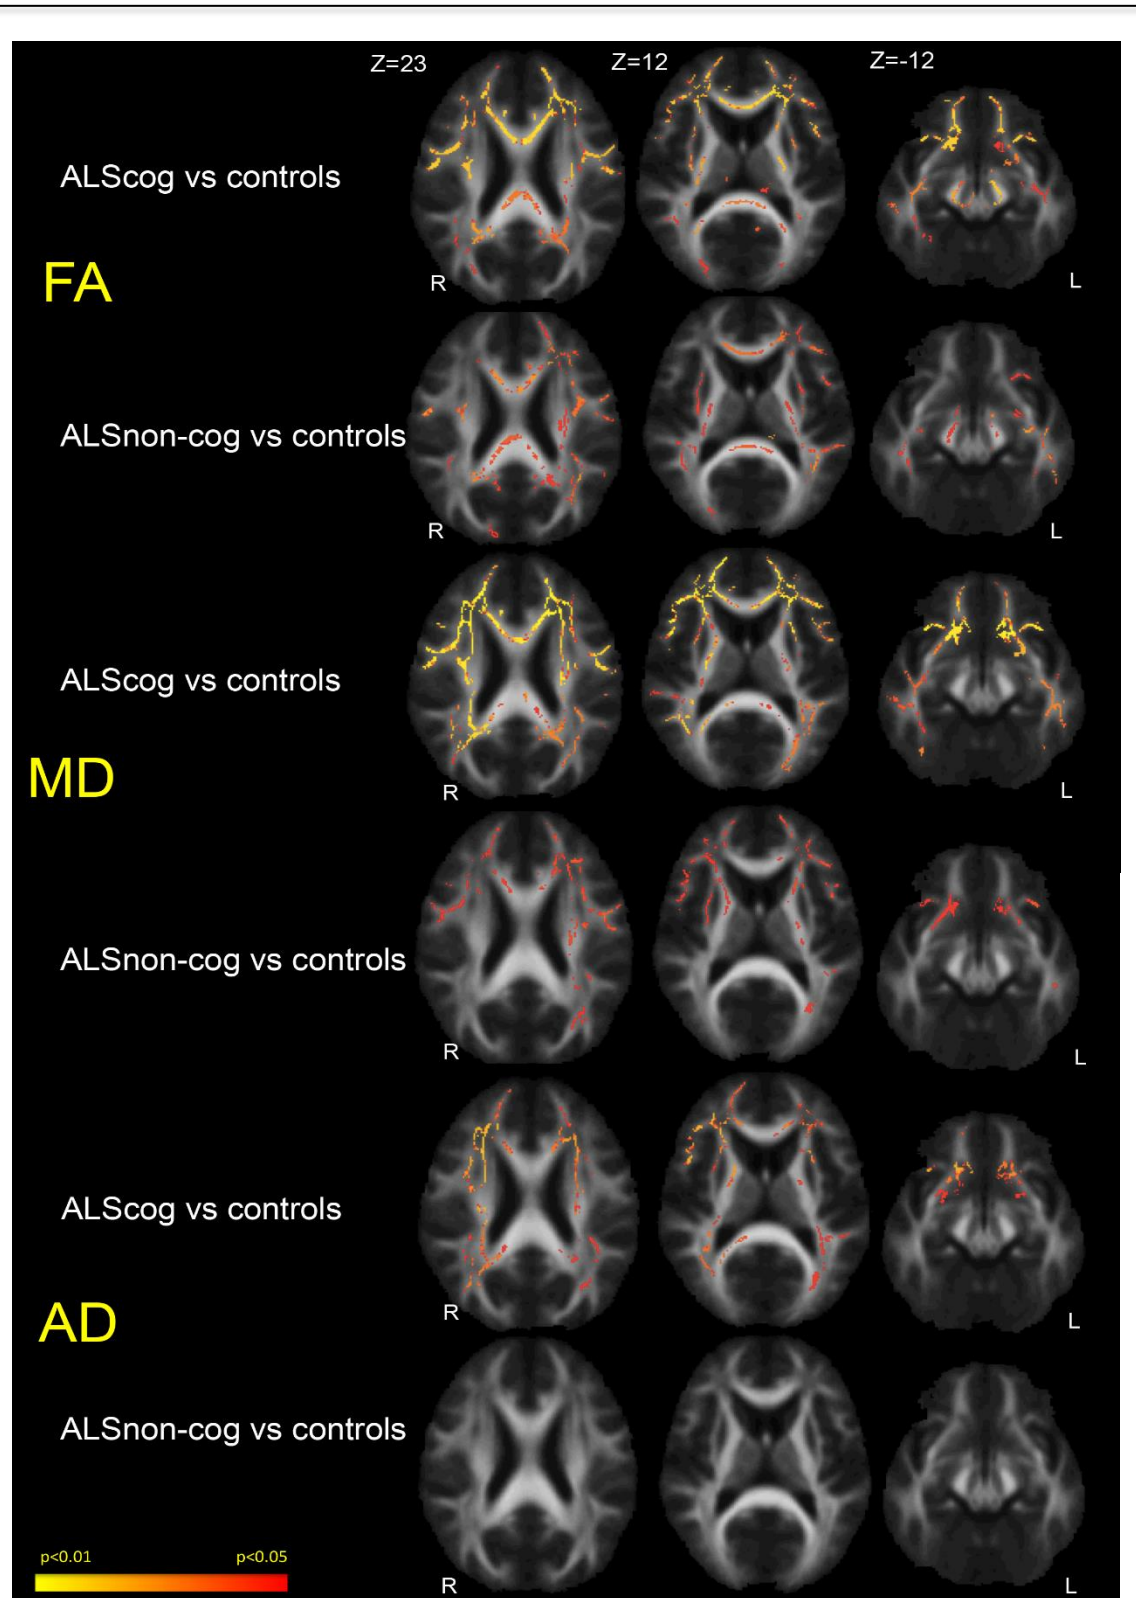 Z=23 Z=12 Z=-12
ALScog vs controls
FA
R L
ALSnon-cog vs controls
R L
ALScog vs controls
MD
R L
ALSnon-cog vs controls
R L
ALScog vs controls
AD
R L
ALSnon-cog vs controls
p<0.01 p<0.05
R L